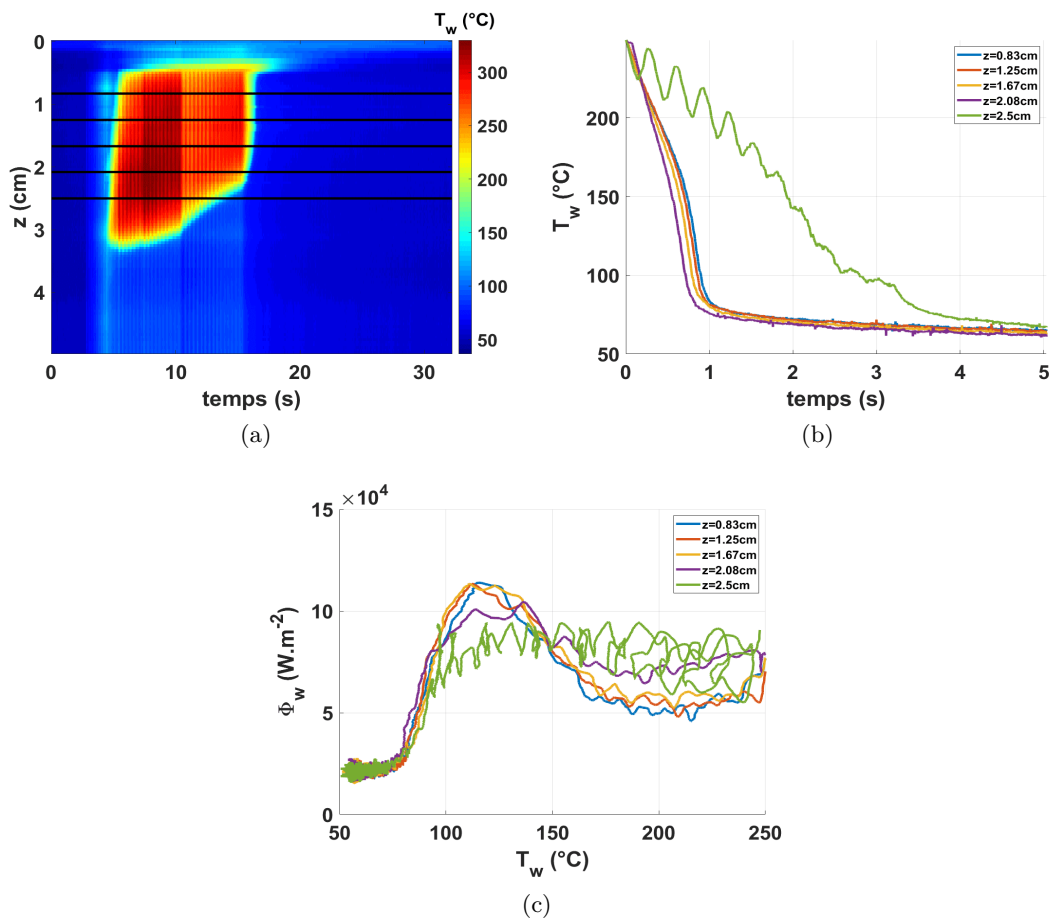 T_w (°C)
0
1
2
3
4
z (cm)
0 10 20 30
temps (s)
300
250
200
150
100
50
(a)
200
150
100
50
T_w (°C)
0 1 2 3 4 5
temps (s)
z=0.83cm
z=1.25cm
z=1.67cm
z=2.08cm
z=2.5cm
(b)
×10^4
15
10
5
0
Φ_w (W.m^-2)
50 100 150 200 250
T_w (°C)
z=0.83cm
z=1.25cm
z=1.67cm
z=2.08cm
z=2.5cm
(c)